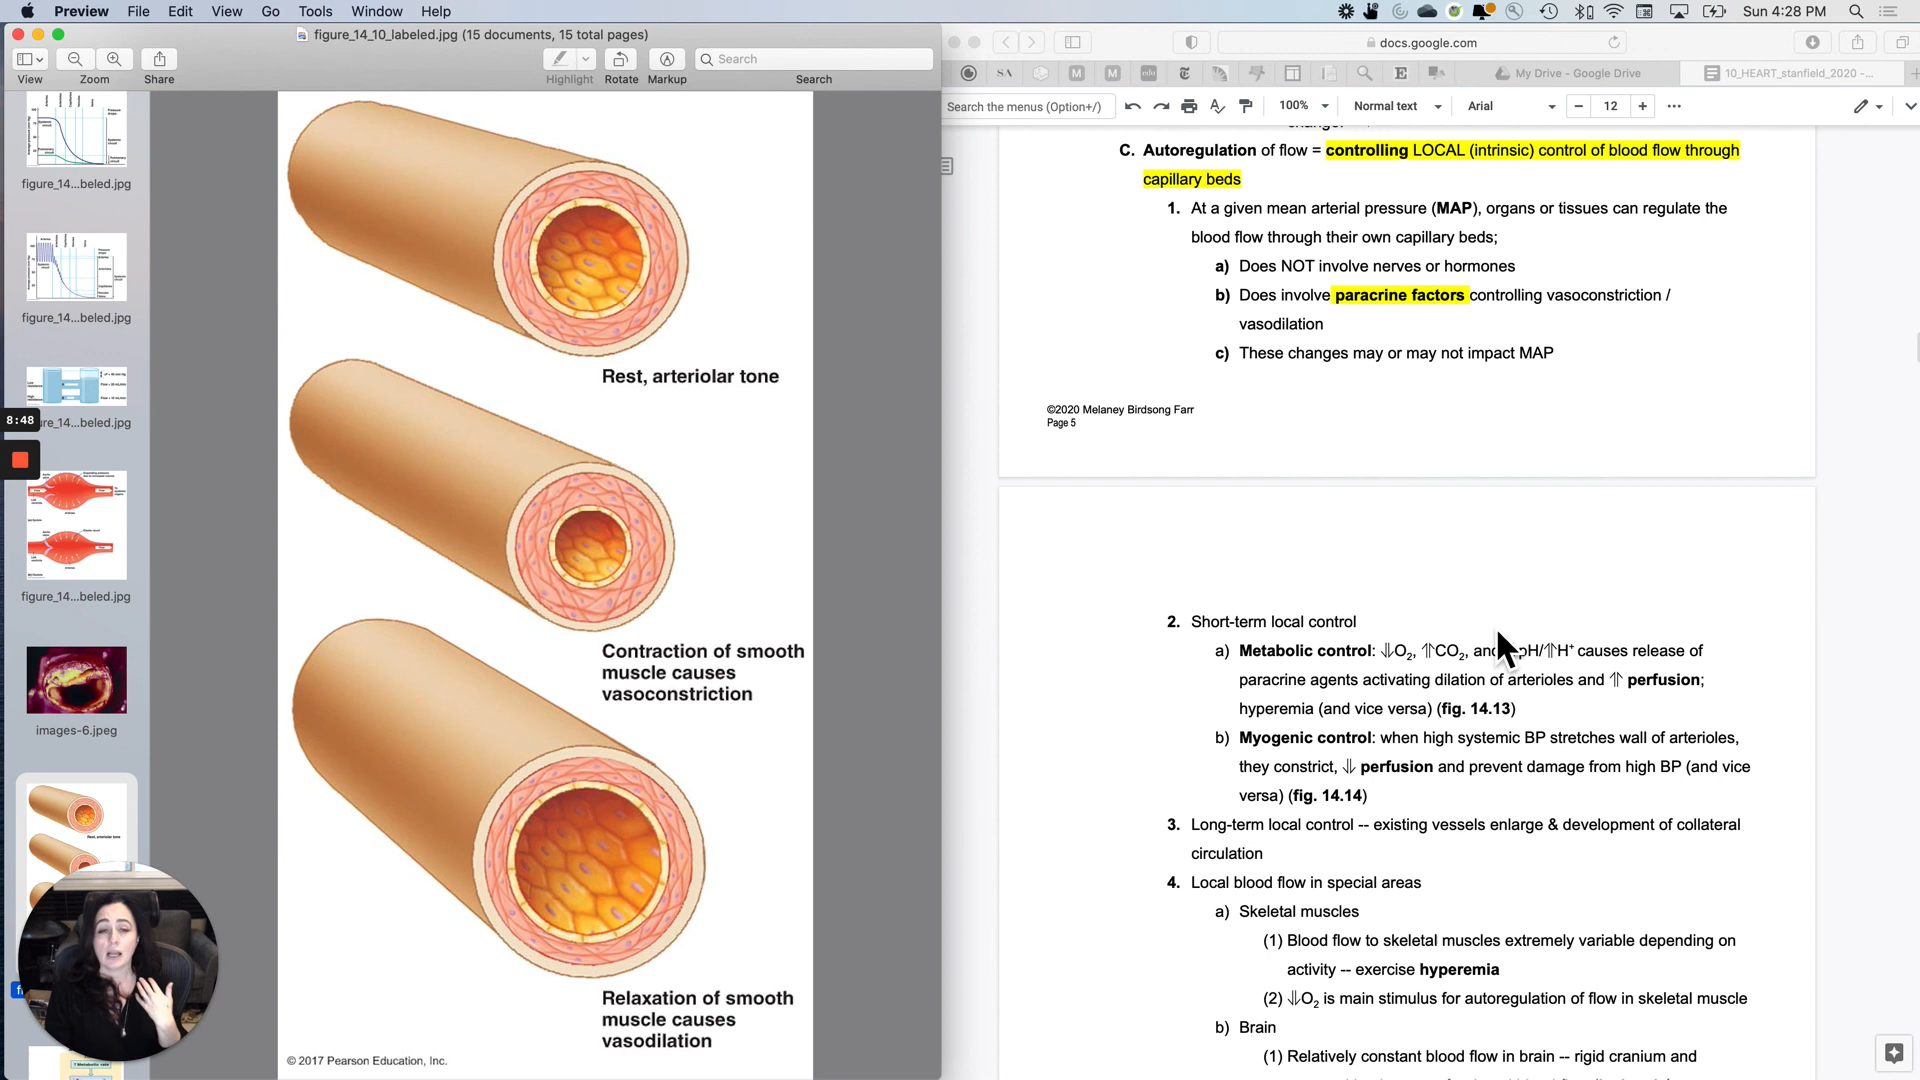 Preview File Edit View Go Tools Window Help
Sun 4:28 PM
figure_14_10_labeled.jpg (15 documents, 15 total pages)
View Zoom Share Highlight Rotate Markup Search
Search
figure_14...beled.jpg
figure_14...beled.jpg
re_14...beled.jpg
8:48
figure_14...beled.jpg
images-6.jpeg
Rest, arteriolar tone
Rest, arteriolar tone
Contraction of smooth
muscle causes
vasoconstriction
Relaxation of smooth
muscle causes
vasodilation
© 2017 Pearson Education, Inc.
docs.google.com
My Drive - Google Drive
10_HEART_stanfield_2020 -...
Search the menus (Option+/)
100% Normal text Arial 12
C. Autoregulation of flow = controlling LOCAL (intrinsic) control of blood flow through
capillary beds
1. At a given mean arterial pressure (MAP), organs or tissues can regulate the
blood flow through their own capillary beds;
a) Does NOT involve nerves or hormones
b) Does involve paracrine factors controlling vasoconstriction /
vasodilation
c) These changes may or may not impact MAP
©2020 Melaney Birdsong Farr
Page 5
2. Short-term local control
a) Metabolic control: ⇓O₂, ⇑CO₂, and pH/⇑H⁺ causes release of
paracrine agents activating dilation of arterioles and ⇑ perfusion;
hyperemia (and vice versa) (fig. 14.13)
b) Myogenic control: when high systemic BP stretches wall of arterioles,
they constrict, ⇓ perfusion and prevent damage from high BP (and vice
versa) (fig. 14.14)
3. Long-term local control -- existing vessels enlarge & development of collateral
circulation
4. Local blood flow in special areas
a) Skeletal muscles
(1) Blood flow to skeletal muscles extremely variable depending on
activity -- exercise hyperemia
(2) ⇓O₂ is main stimulus for autoregulation of flow in skeletal muscle
b) Brain
(1) Relatively constant blood flow in brain -- rigid cranium and